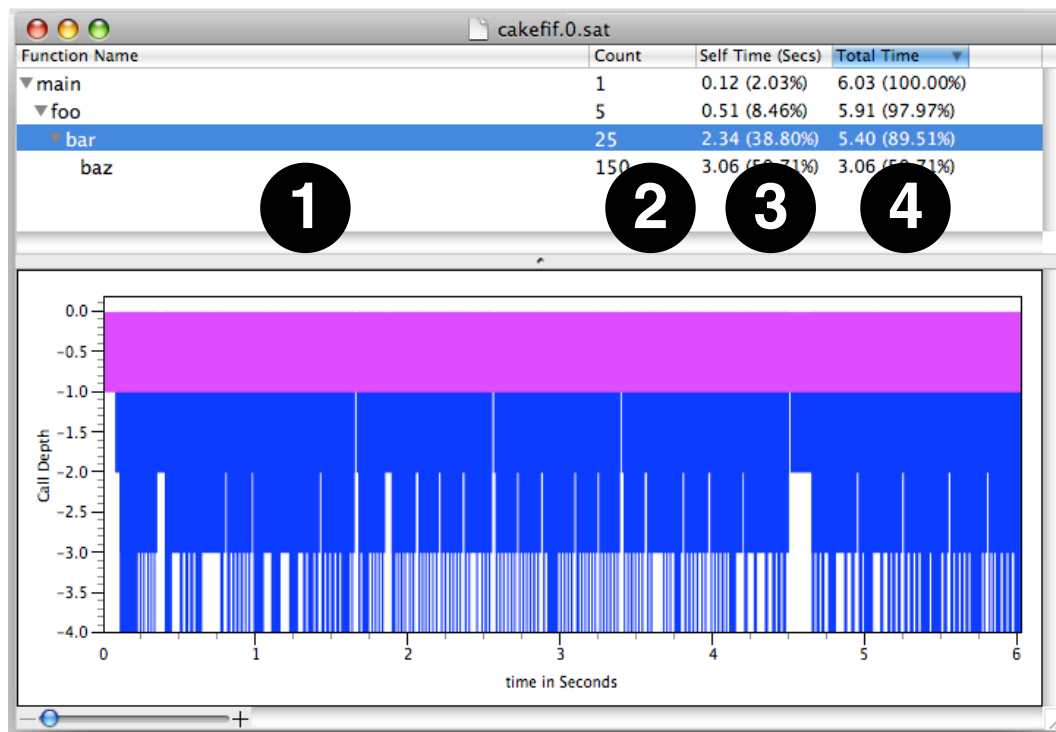 cakefif.0.sat
Function Name Count Self Time (Secs) Total Time
main 1 0.12 (2.03%) 6.03 (100.00%)
foo 5 0.51 (8.46%) 5.91 (97.97%)
bar 25 2.34 (38.80%) 5.40 (89.51%)
baz 150 3.06 3.06
1 2 3 4
0.0
-0.5
-1.0
-1.5
-2.0
-2.5
-3.0
-3.5
-4.0
Call Depth
0 1 2 3 4 5 6
time in Seconds